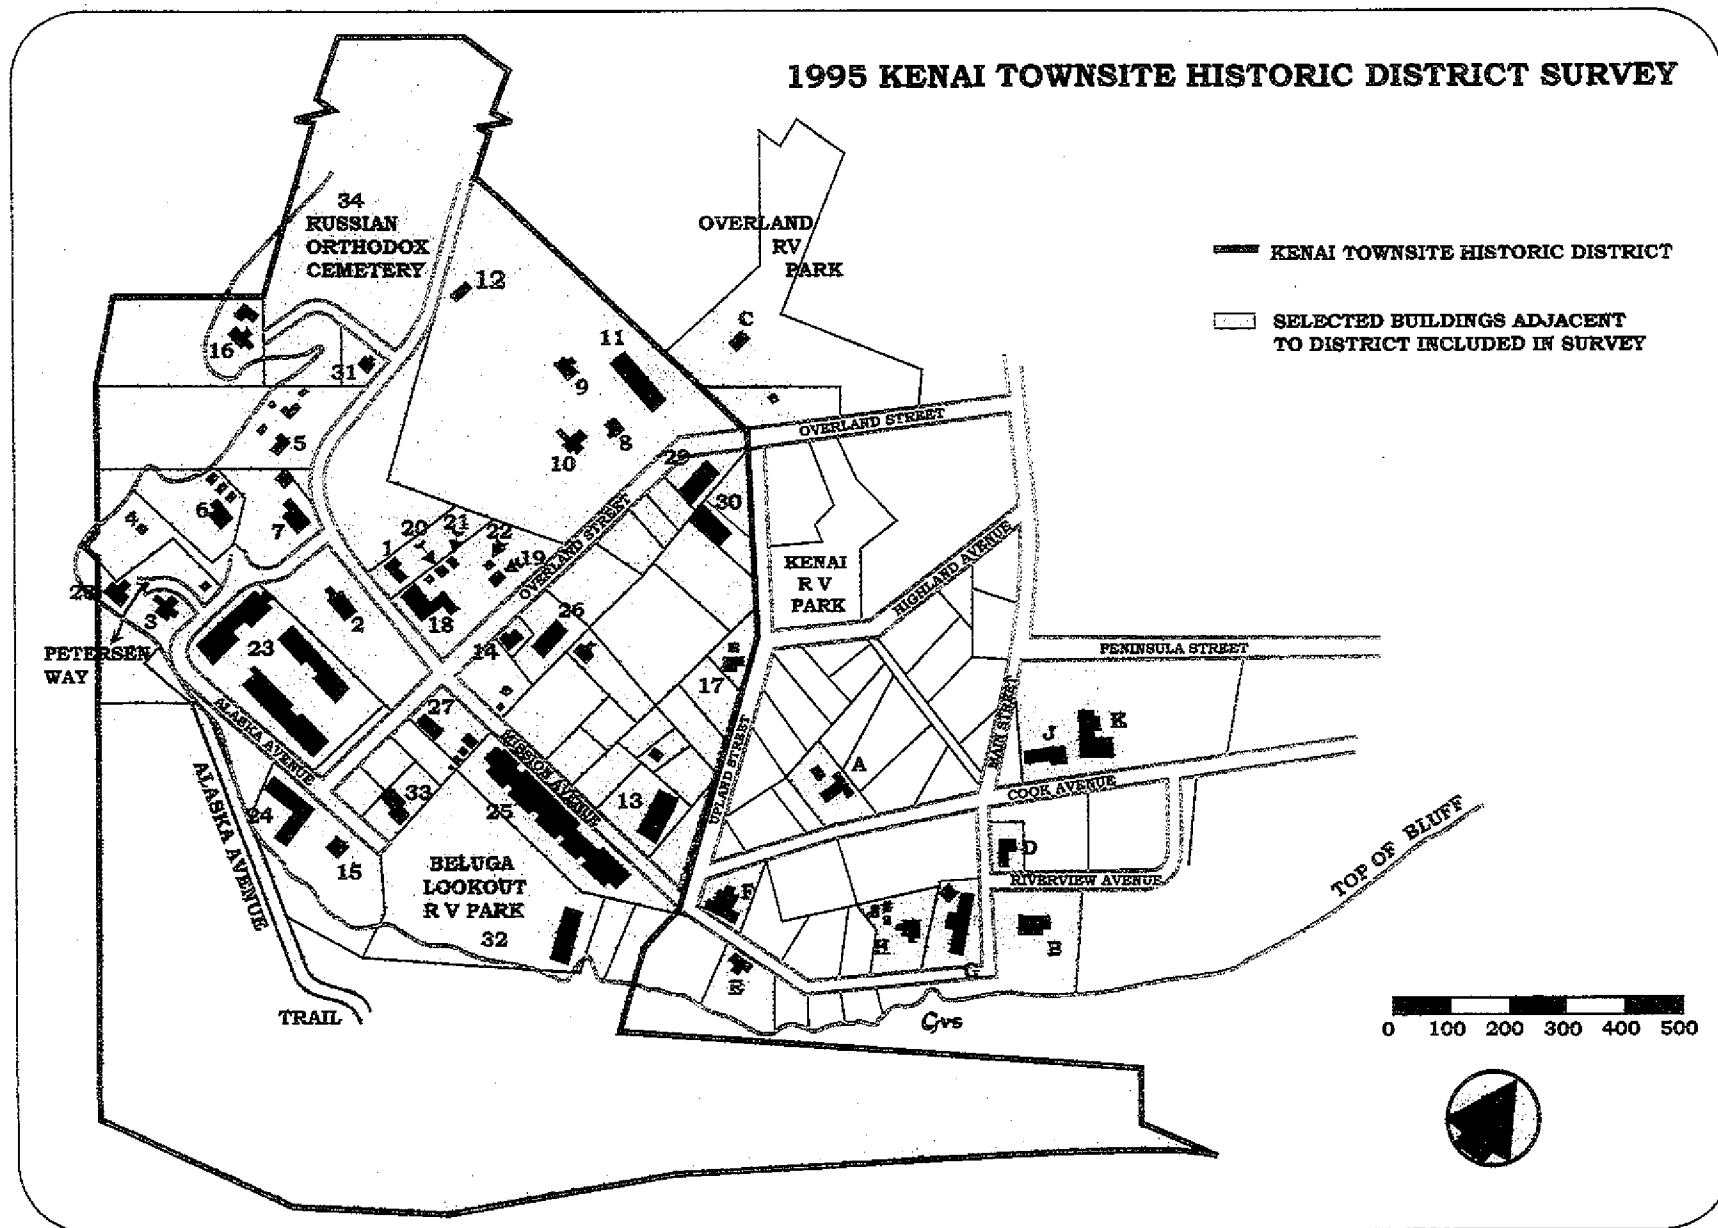 1995 KENAI TOWNSITE HISTORIC DISTRICT SURVEY
34
RUSSIAN
ORTHODOX
CEMETERY
OVERLAND
RV
PARK
KENAI TOWNSITE HISTORIC DISTRICT
SELECTED BUILDINGS ADJACENT
TO DISTRICT INCLUDED IN SURVEY
12
C
11
16
31
9
5
8
10
OVERLAND STREET
29
30
6
7
20
21
22
19
1
OVERLAND STREET
KENAI
R V
PARK
HIGHLAND AVENUE
28
3
2
18
26
14
23
PETERSEN
WAY
17
PENINSULA STREET
ALASKA AVENUE
27
MISSION AVENUE
UPLAND STREET
MAIN STREET
J
K
A
COOK AVENUE
ALASKA AVENUE
24
33
25
13
15
D
RIVERVIEW AVENUE
TOP OF BLUFF
BELUGA
LOOKOUT
R V PARK
32
F
H
B
E
G
TRAIL
0 100 200 300 400 500